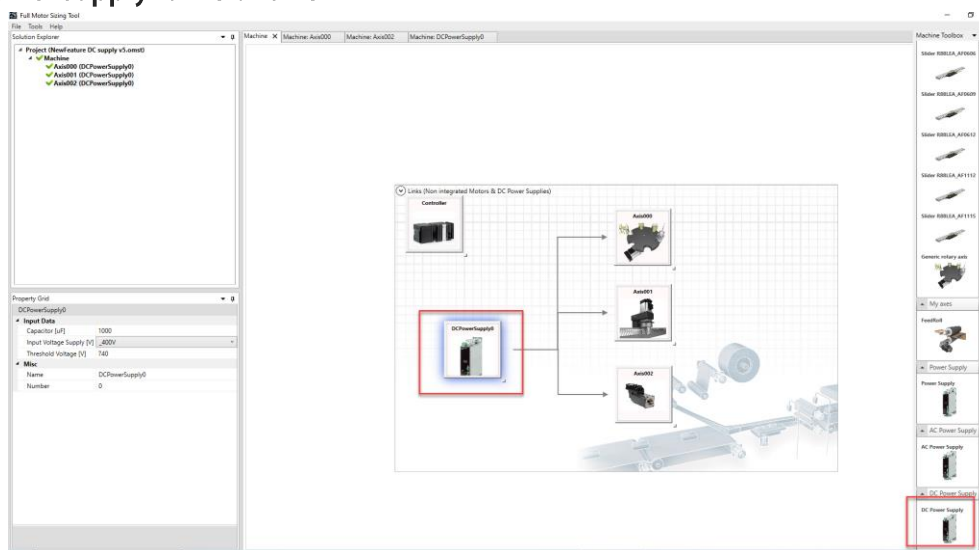 Full Motor Sizing Tool
File Tools Help
Solution Explorer
Project (NewFeature DC supply v5.omst)
Machine
Axis000 (DCPowerSupply0)
Axis001 (DCPowerSupply0)
Axis002 (DCPowerSupply0)
Property Grid
DCPowerSupply0
Input Data
Capacitor [uF] 1000
Input Voltage Supply [V] _400V
Threshold Voltage [V] 740
Misc
Name DCPowerSupply0
Number 0
Machine X Machine: Axis000 Machine: Axis002 Machine: DCPowerSupply0
Links (Non integrated Motors & DC Power Supplies)
Controller
DCPowerSupply0
Axis000
Axis001
Axis002
Machine Toolbox
Slider R88LEA_AF0606
Slider R88LEA_AF0609
Slider R88LEA_AF0612
Slider R88LEA_AF1112
Slider R88LEA_AF1115
Generic rotary axis
My axes
FeedRoll
Power Supply
Power Supply
AC Power Supply
AC Power Supply
DC Power Supply
DC Power Supply